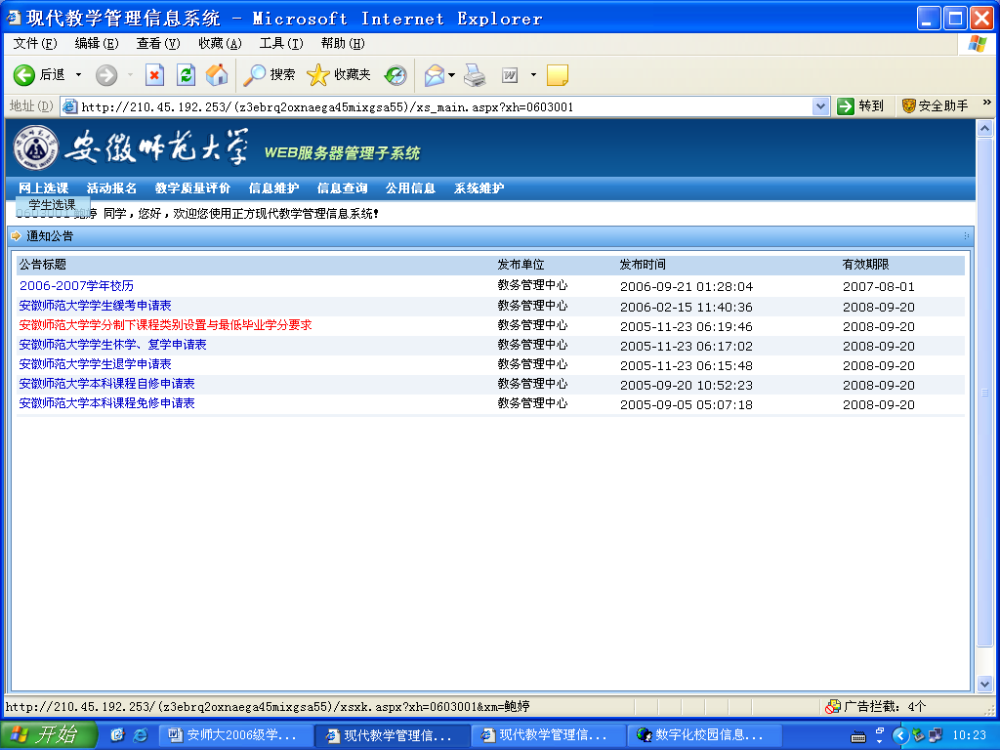 现代教学管理信息系统 - Microsoft Internet Explorer
文件(F) 编辑(E) 查看(V) 收藏(A) 工具(T) 帮助(H)
后退 搜索 收藏夹
地址(D) http://210.45.192.253/(z3ebrq2oxnaega45mixgsa55)/xs_main.aspx?xh=0603001 转到 安全助手 »
安徽师范大学 WEB服务器管理子系统
网上选课 活动报名 教学质量评价 信息维护 信息查询 公用信息 系统维护
学生选课
0603001 鲍婷 同学，您好，欢迎您使用正方现代教学管理信息系统!
通知公告
公告标题 发布单位 发布时间 有效期限
2006-2007学年校历 教务管理中心 2006-09-21 01:28:04 2007-08-01
安徽师范大学学生缓考申请表 教务管理中心 2006-02-15 11:40:36 2008-09-20
安徽师范大学学分制下课程类别设置与最低毕业学分要求 教务管理中心 2005-11-23 06:19:46 2008-09-20
安徽师范大学学生休学、复学申请表 教务管理中心 2005-11-23 06:17:02 2008-09-20
安徽师范大学学生退学申请表 教务管理中心 2005-11-23 06:15:48 2008-09-20
安徽师范大学本科课程自修申请表 教务管理中心 2005-09-20 10:52:23 2008-09-20
安徽师范大学本科课程免修申请表 教务管理中心 2005-09-05 05:07:18 2008-09-20
http://210.45.192.253/(z3ebrq2oxnaega45mixgsa55)/xsxk.aspx?xh=0603001&xm=鲍婷 广告拦截: 4个
开始 安师大2006级学... 现代教学管理信... 现代教学管理信... 数字化校园信息... 10:23